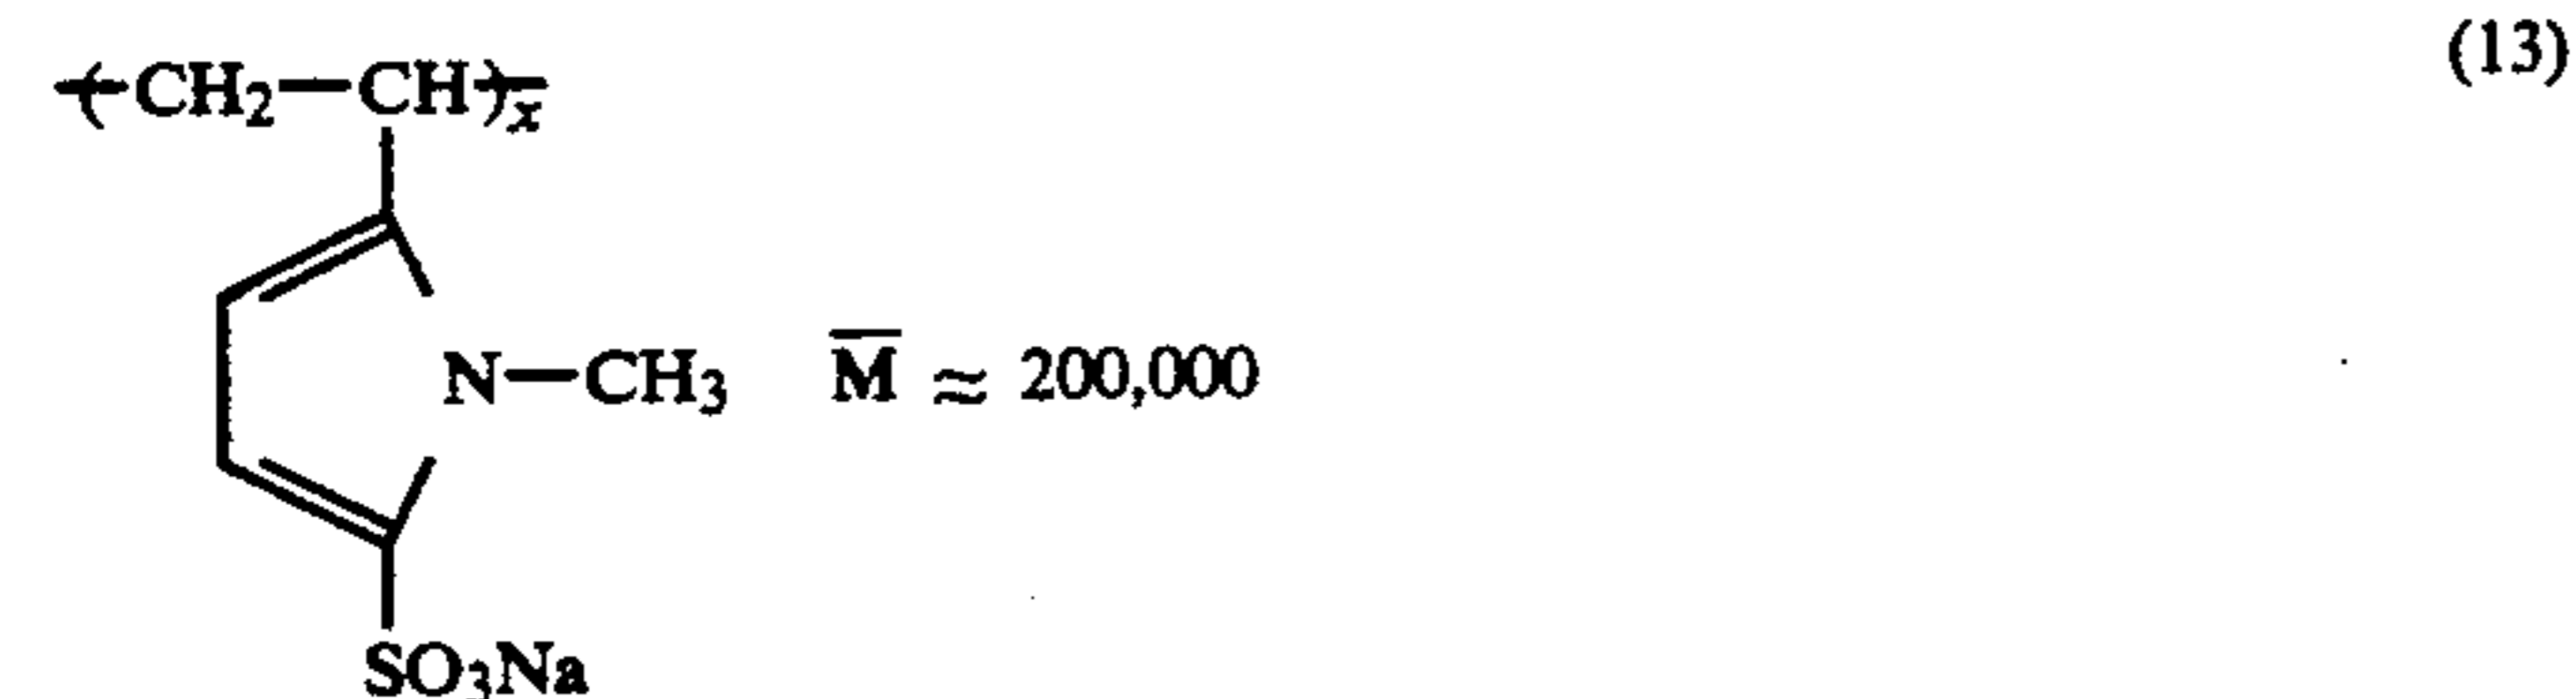 (13)
-(CH2—CH)-x
N—CH3 M̅ ≈ 200,000
SO3Na